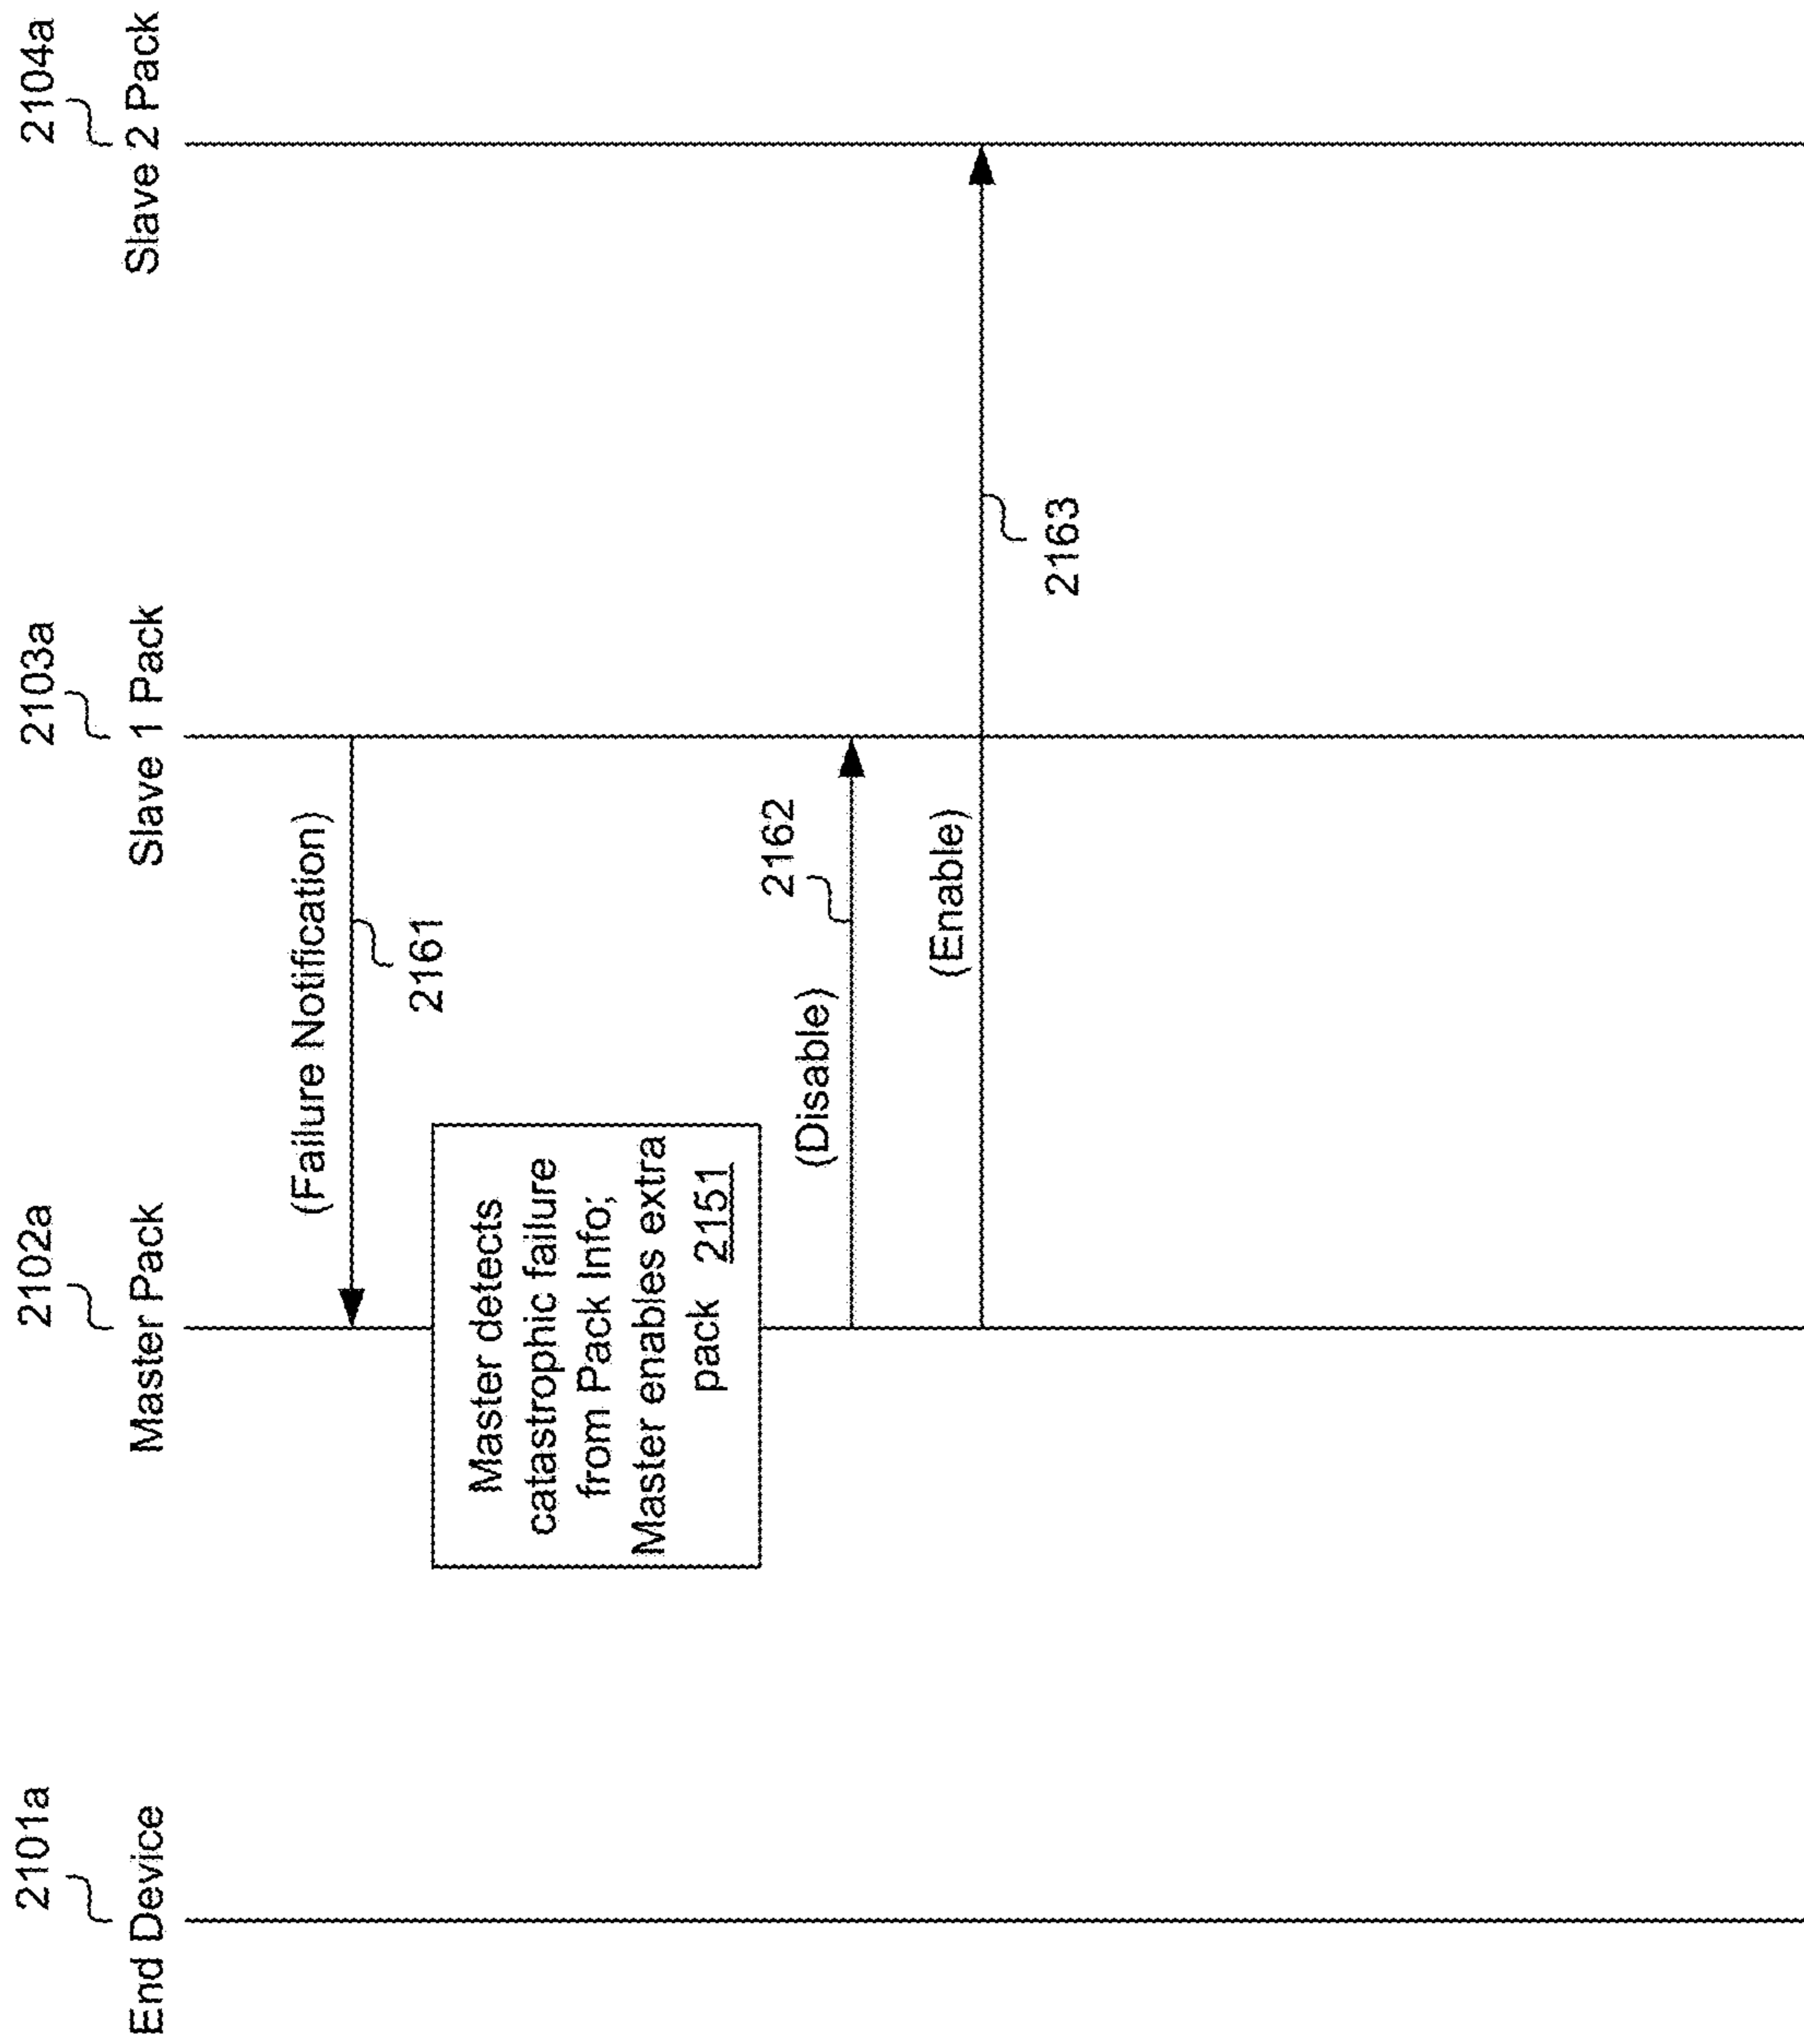 2101a
2102a
2103a
2104a
End Device
Master Pack
Slave 1 Pack
Slave 2 Pack
(Failure Notification)
2161
Master detects
catastrophic failure
from Pack Info;
Master enables extra
pack 2151
2162
(Disable)
(Enable)
2163